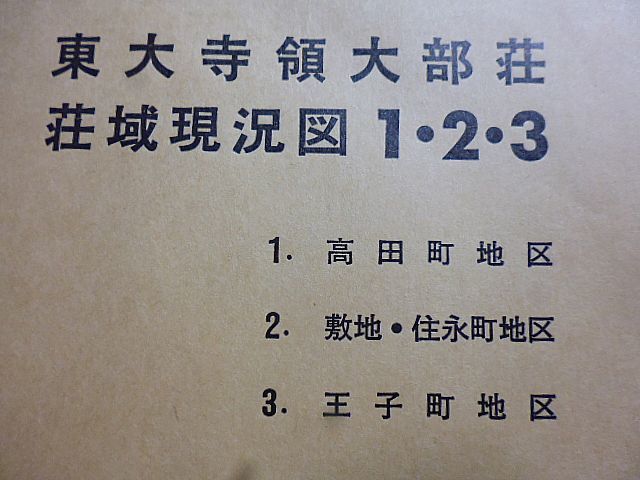 東大寺領大部荘
荘域現況図1・2・3
1. 高田町地区
2. 敷地・住永町地区
3. 王子町地区